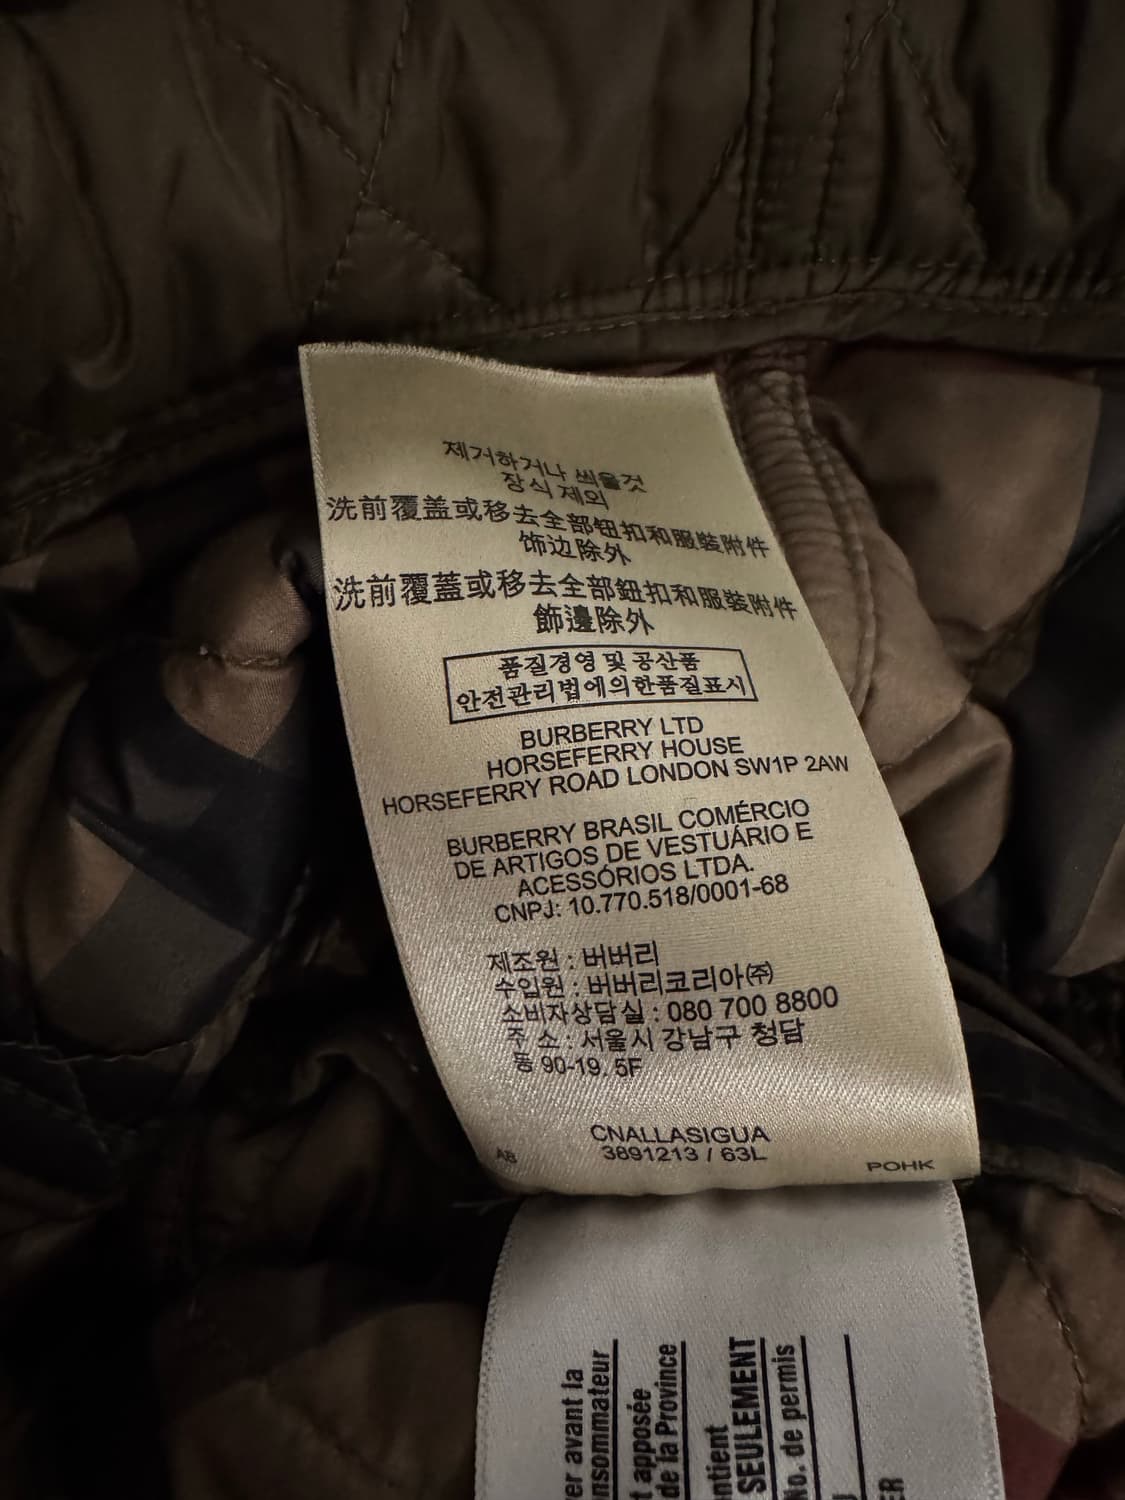 제거하거나 씌울것
장식 제외
洗前覆盖或移去全部钮扣和服裝附件
饰边除外
洗前覆蓋或移去全部鈕扣和服裝附件
飾邊除外
품질경영 및 공산품
안전관리법에의한품질표시
BURBERRY LTD
HORSEFERRY HOUSE
HORSEFERRY ROAD LONDON SW1P 2AW
BURBERRY BRASIL COMÉRCIO
DE ARTIGOS DE VESTUÁRIO E
ACESSÓRIOS LTDA.
CNPJ: 10.770.518/0001-68
제조원 : 버버리
수입원 : 버버리코리아㈜
소비자상담실 : 080 700 8800
주 소 : 서울시 강남구 청담
동 90-19. 5F
CNALLASIGUA
3891213 / 63L
AB
POHK
er avant la
nsommateur
t apposée
de la Province
ntient
SEULEMENT
No. de permis
ER